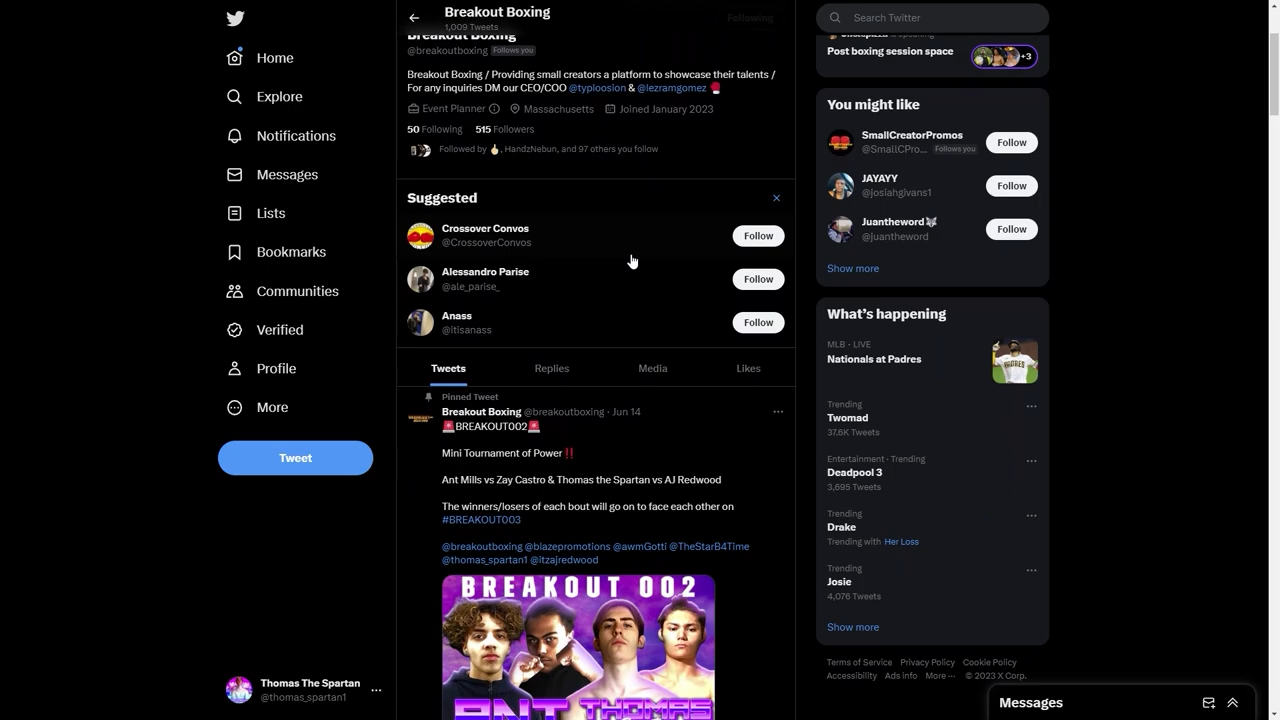 Home
Explore
Notifications
Messages
Lists
Bookmarks
Communities
Verified
Profile
More
Tweet
Thomas The Spartan
@thomas_spartan1
Breakout Boxing
1,009 Tweets
Following
Breakout Boxing
@breakoutboxing Follows you
Breakout Boxing / Providing small creators a platform to showcase their talents /
For any inquiries DM our CEO/COO @typloosion & @lezramgomez 🥊
Event Planner Massachusetts Joined January 2023
50 Following 515 Followers
Followed by 🖕, HandzNebun, and 97 others you follow
Suggested
Crossover Convos
@CrossoverConvos
Follow
Alessandro Parise
@ale_parise_
Follow
Anass
@itisanass
Follow
Tweets Replies Media Likes
Pinned Tweet
Breakout Boxing @breakoutboxing · Jun 14
🚨BREAKOUT002🚨
Mini Tournament of Power‼️
Ant Mills vs Zay Castro & Thomas the Spartan vs AJ Redwood
The winners/losers of each bout will go on to face each other on
#BREAKOUT003
@breakoutboxing @blazepromotions @awmGotti @TheStarB4Time
@thomas_spartan1 @itzajredwood
BREAKOUT 002
ANT THOMAS
Search Twitter
Post boxing session space
+3
You might like
SmallCreatorPromos
@SmallCPro... Follows you
Follow
JAYAYY
@josiahgivans1
Follow
Juantheword🐺
@juantheword
Follow
Show more
What's happening
MLB · LIVE
Nationals at Padres
Trending
Twomad
37.6K Tweets
Entertainment · Trending
Deadpool 3
3,695 Tweets
Trending
Drake
Trending with Her Loss
Trending
Josie
4,076 Tweets
Show more
Terms of Service Privacy Policy Cookie Policy
Accessibility Ads info More ··· © 2023 X Corp.
Messages